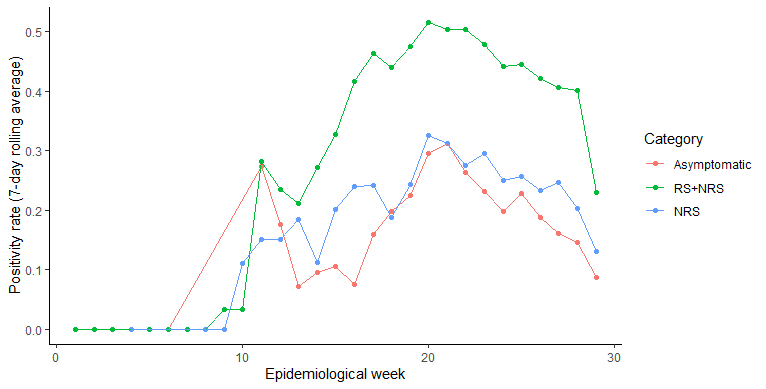 Positivity rate (7-day rolling average)
0.5
0.4
0.3
0.2
0.1
0.0
0
10
20
30
Epidemiological week
Category
Asymptomatic
RS+NRS
NRS